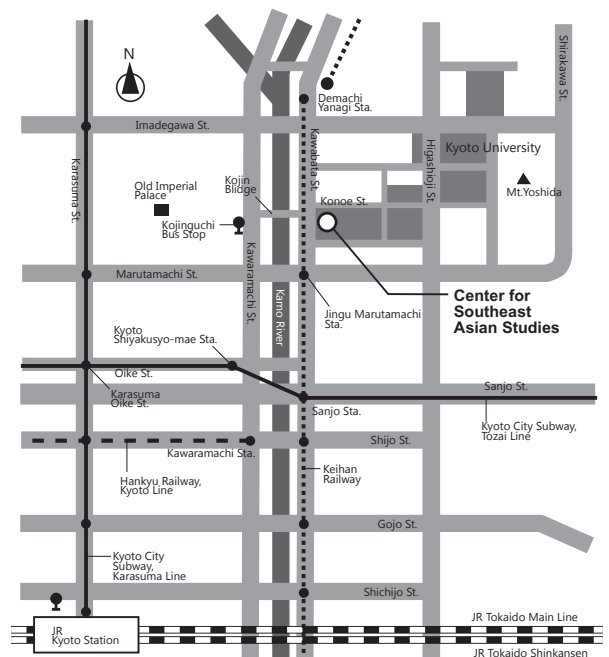 N
Demachi
Yanagi Sta.
Shirakawa St.
Imadegawa St.
Kawabata St.
Higashioji St.
Kyoto University
Karasuma St.
Kojin
Blidge
Old Imperial
Palace
Konoe St.
Mt.Yoshida
Kojinguchi
Bus Stop
Kawaramachi St.
Marutamachi St.
Kamo River
Jingu Marutamachi
Sta.
Center for
Southeast
Asian Studies
Kyoto
Shiyakusyo-mae Sta.
Oike St.
Karasuma
Oike St.
Sanjo St.
Sanjo Sta.
Kyoto City Subway,
Tozai Line
Shijo St.
Kawaramachi Sta.
Hankyu Railway,
Kyoto Line
Keihan
Railway
Gojo St.
Kyoto City
Subway,
Karasuma Line
Shichijo St.
JR Tokaido Main Line
JR
Kyoto Station
JR Tokaido Shinkansen